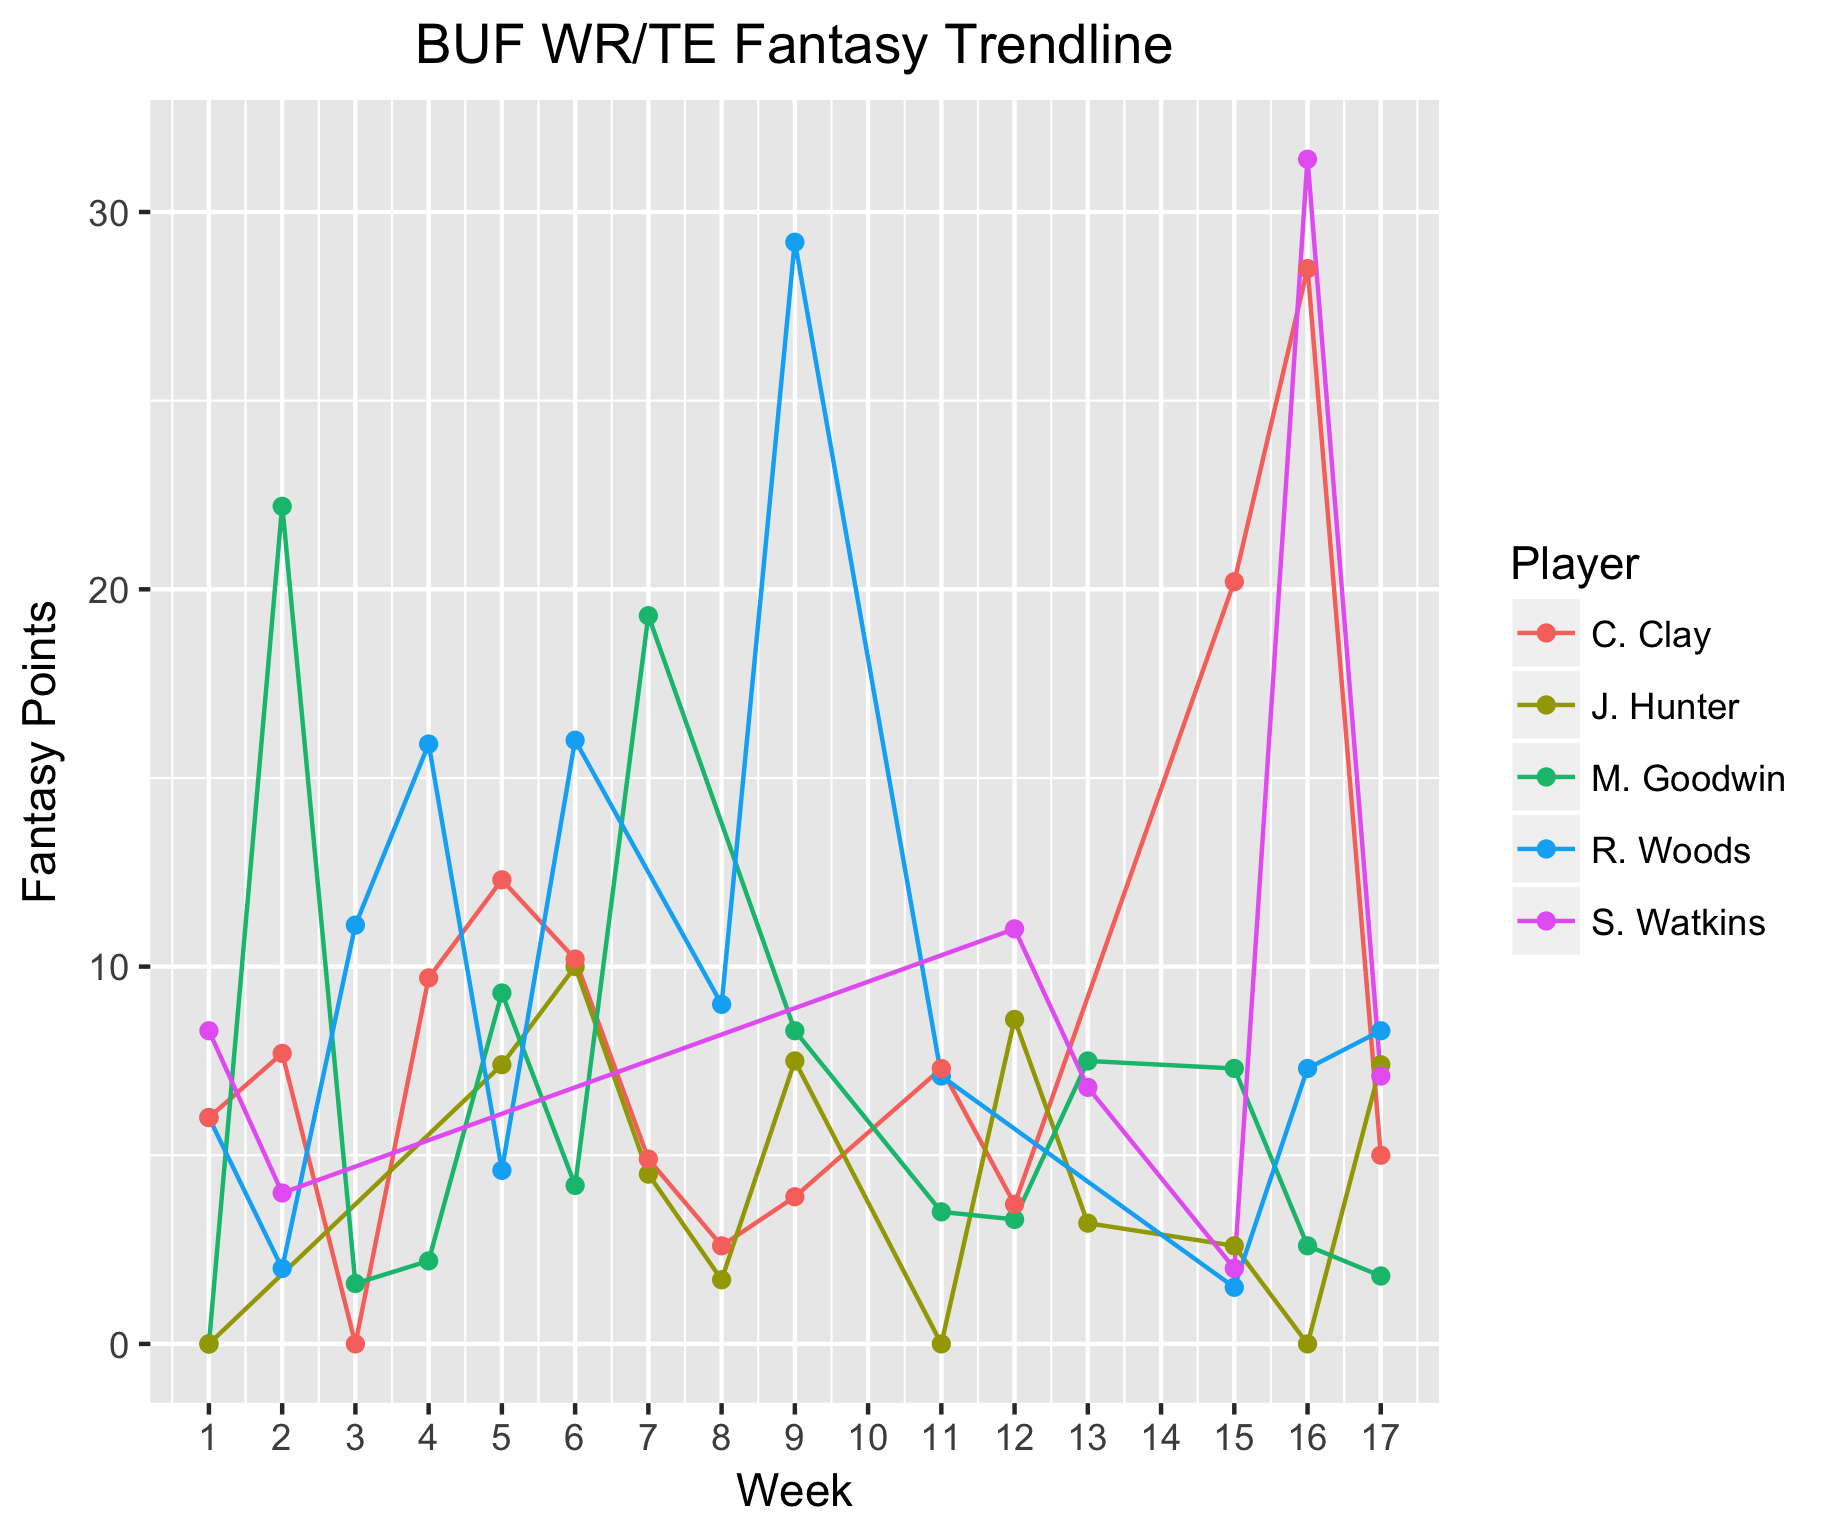 BUF WR/TE Fantasy Trendline
Fantasy Points
30
20
10
0
1 2 3 4 5 6 7 8 9 10 11 12 13 14 15 16 17
Week
Player
C. Clay
J. Hunter
M. Goodwin
R. Woods
S. Watkins